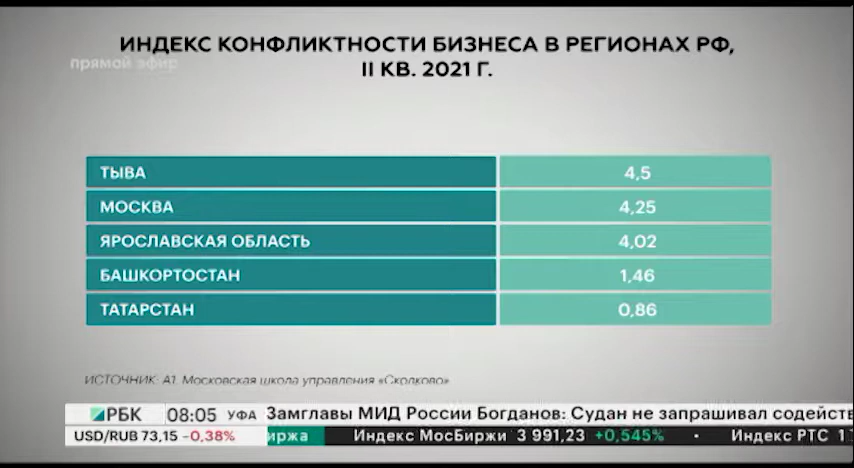 ИНДЕКС КОНФЛИКТНОСТИ БИЗНЕСА В РЕГИОНАХ РФ,
прямой эфир
II КВ. 2021 Г.
ТЫВА 4,5
МОСКВА 4,25
ЯРОСЛАВСКАЯ ОБЛАСТЬ 4,02
БАШКОРТОСТАН 1,46
ТАТАРСТАН 0,86
ИСТОЧНИК: А1, Московская школа управления «Сколково»
РБК 08:05 УФА Замглавы МИД России Богданов: Судан не запрашивал содейств
USD/RUB 73,15 -0,38% иржа Индекс МосБиржи 3 991,23 +0,545% • Индекс РТС 1